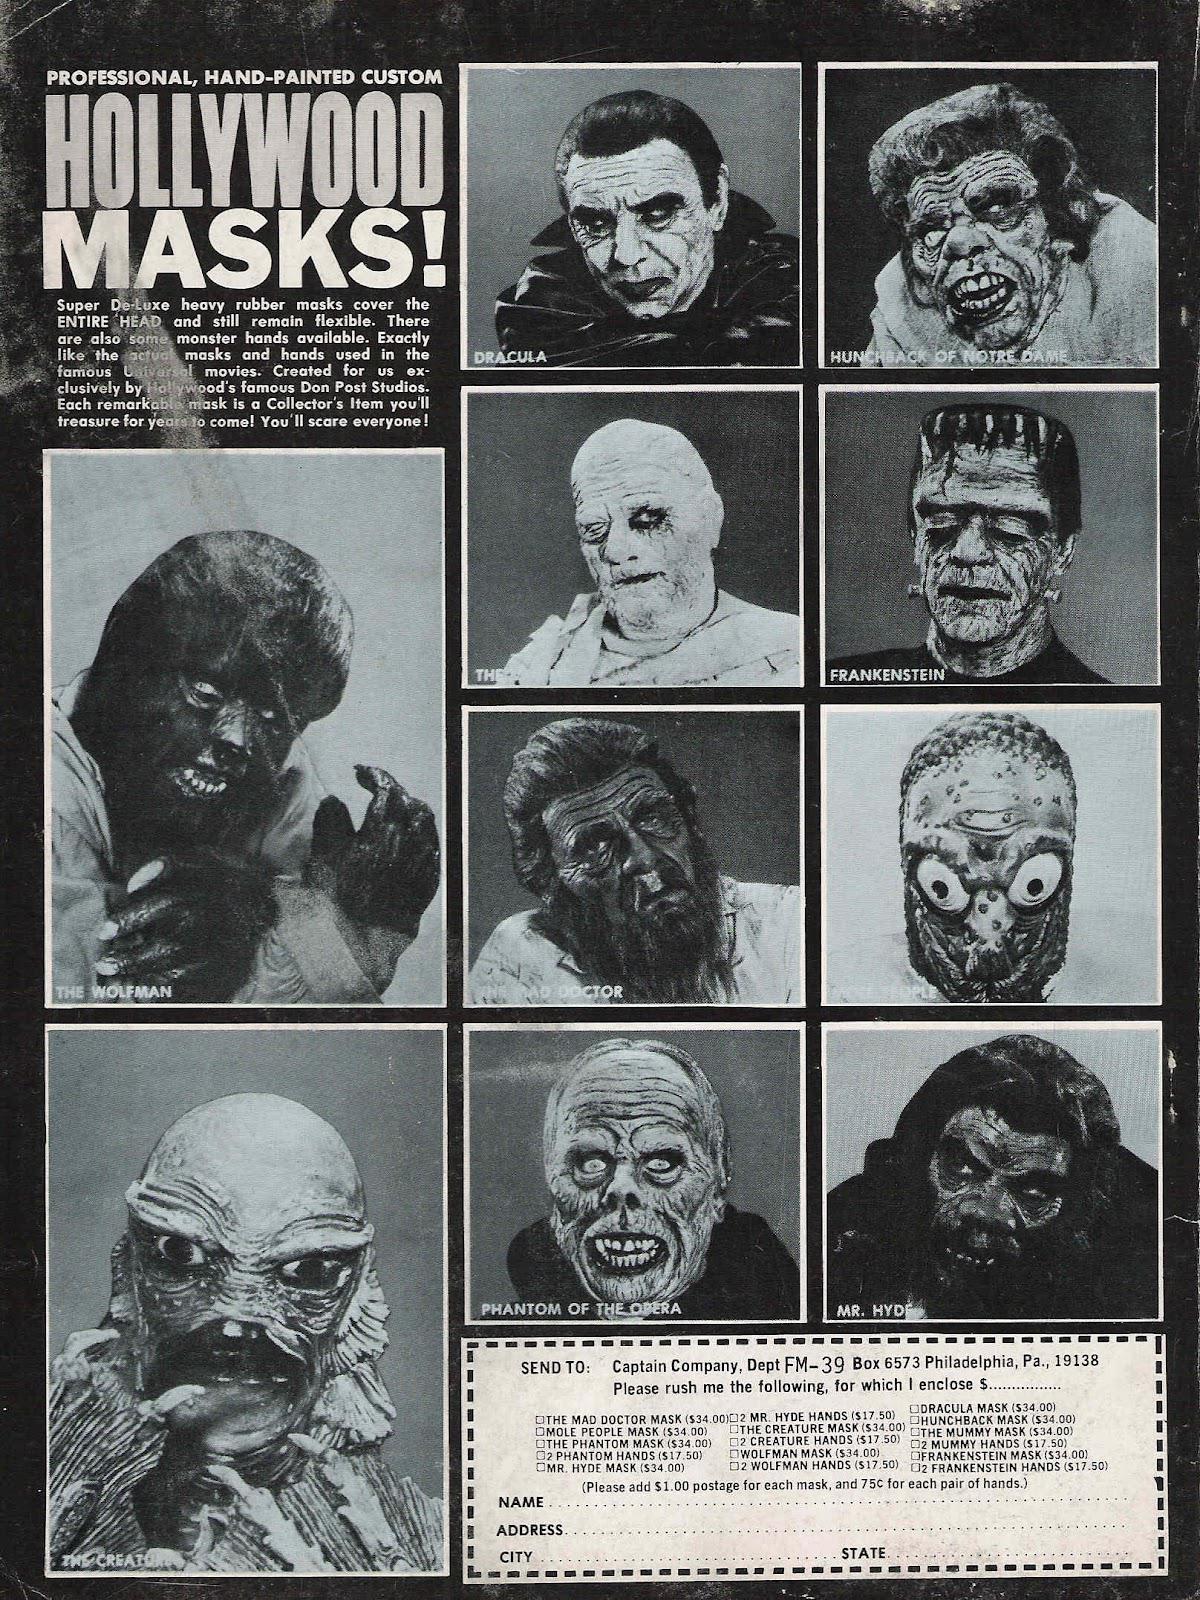 PROFESSIONAL, HAND-PAINTED CUSTOM
HOLLYWOOD
MASKS!
Super De-Luxe heavy rubber masks cover the
ENTIRE HEAD and still remain flexible. There
are also some monster hands available. Exactly
like the actual masks and hands used in the
famous Universal movies. Created for us ex-
clusively by Hollywood's famous Don Post Studios.
Each remarkable mask is a Collector's Item you'll
treasure for years to come! You'll scare everyone!
DRACULA
HUNCHBACK OF NOTRE DAME
THE
FRANKENSTEIN
THE WOLFMAN
THE MAD DOCTOR
THE CREATURE
PHANTOM OF THE OPERA
MR. HYDE
SEND TO: Captain Company, Dept FM-39 Box 6573 Philadelphia, Pa., 19138
Please rush me the following, for which I enclose $................
☐THE MAD DOCTOR MASK ($34.00)
☐MOLE PEOPLE MASK ($34.00)
☐THE PHANTOM MASK ($34.00)
☐2 PHANTOM HANDS ($17.50)
☐MR. HYDE MASK ($34.00)
☐2 MR. HYDE HANDS ($17.50)
☐THE CREATURE MASK ($34.00)
☐2 CREATURE HANDS ($17.50)
☐WOLFMAN MASK ($34.00)
☐2 WOLFMAN HANDS ($17.50)
☐DRACULA MASK ($34.00)
☐HUNCHBACK MASK ($34.00)
☐THE MUMMY MASK ($34.00)
☐2 MUMMY HANDS ($17.50)
☐FRANKENSTEIN MASK ($34.00)
☐2 FRANKENSTEIN HANDS ($17.50)
(Please add $1.00 postage for each mask, and 75¢ for each pair of hands.)
NAME
ADDRESS
CITY STATE